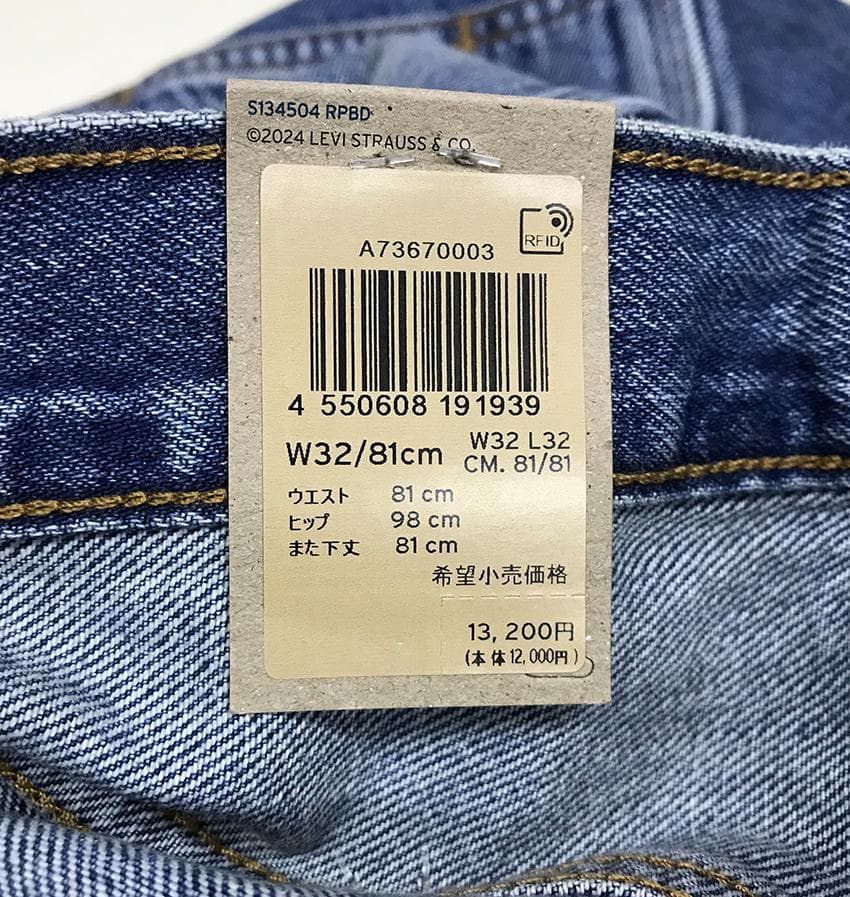 S134504 RPBD
©2024 LEVI STRAUSS & CO.
RFID
A73670003
4 550608 191939
W32/81cm
W32 L32
CM. 81/81
ウエスト 81 cm
ヒップ 98 cm
また下丈 81 cm
希望小売価格
13,200円
(本体12,000円)